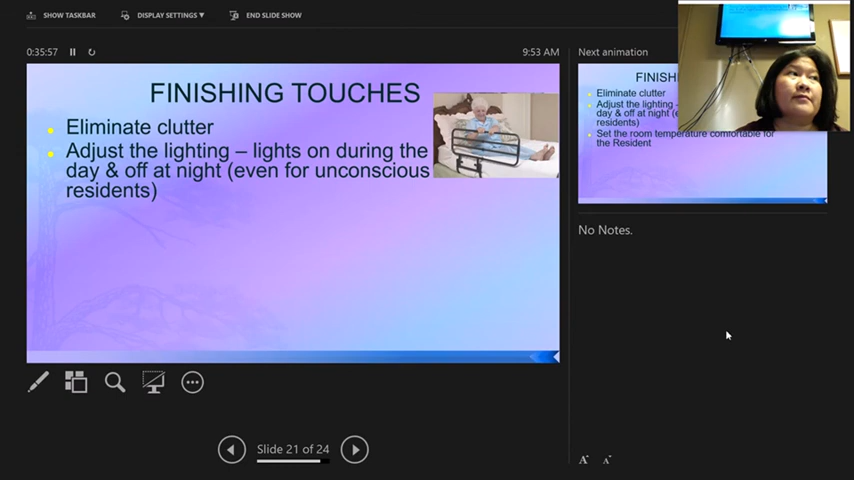 SHOW TASKBAR
DISPLAY SETTINGS ▼
END SLIDE SHOW
0:35:57
9:53 AM
FINISHING TOUCHES
Eliminate clutter
Adjust the lighting – lights on during the
day & off at night (even for unconscious
residents)
Slide 21 of 24
Next animation
FINISH
Eliminate clutter
Adjust the lighting –
day & off at night
residents)
Set the room temperature comfortable for
the Resident
No Notes.